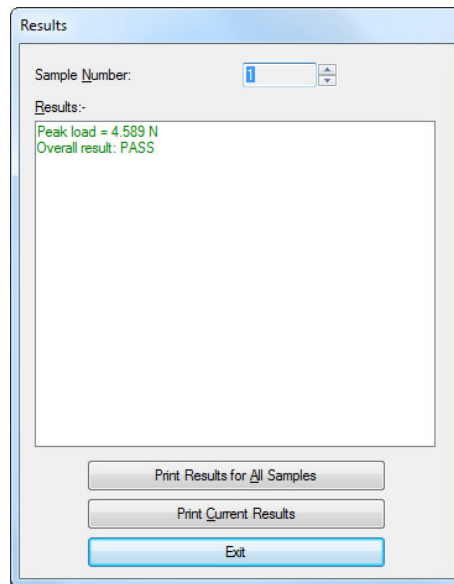 Results
Sample Number: 1
Results:-
Peak load = 4.589 N
Overall result: PASS
Print Results for All Samples
Print Current Results
Exit